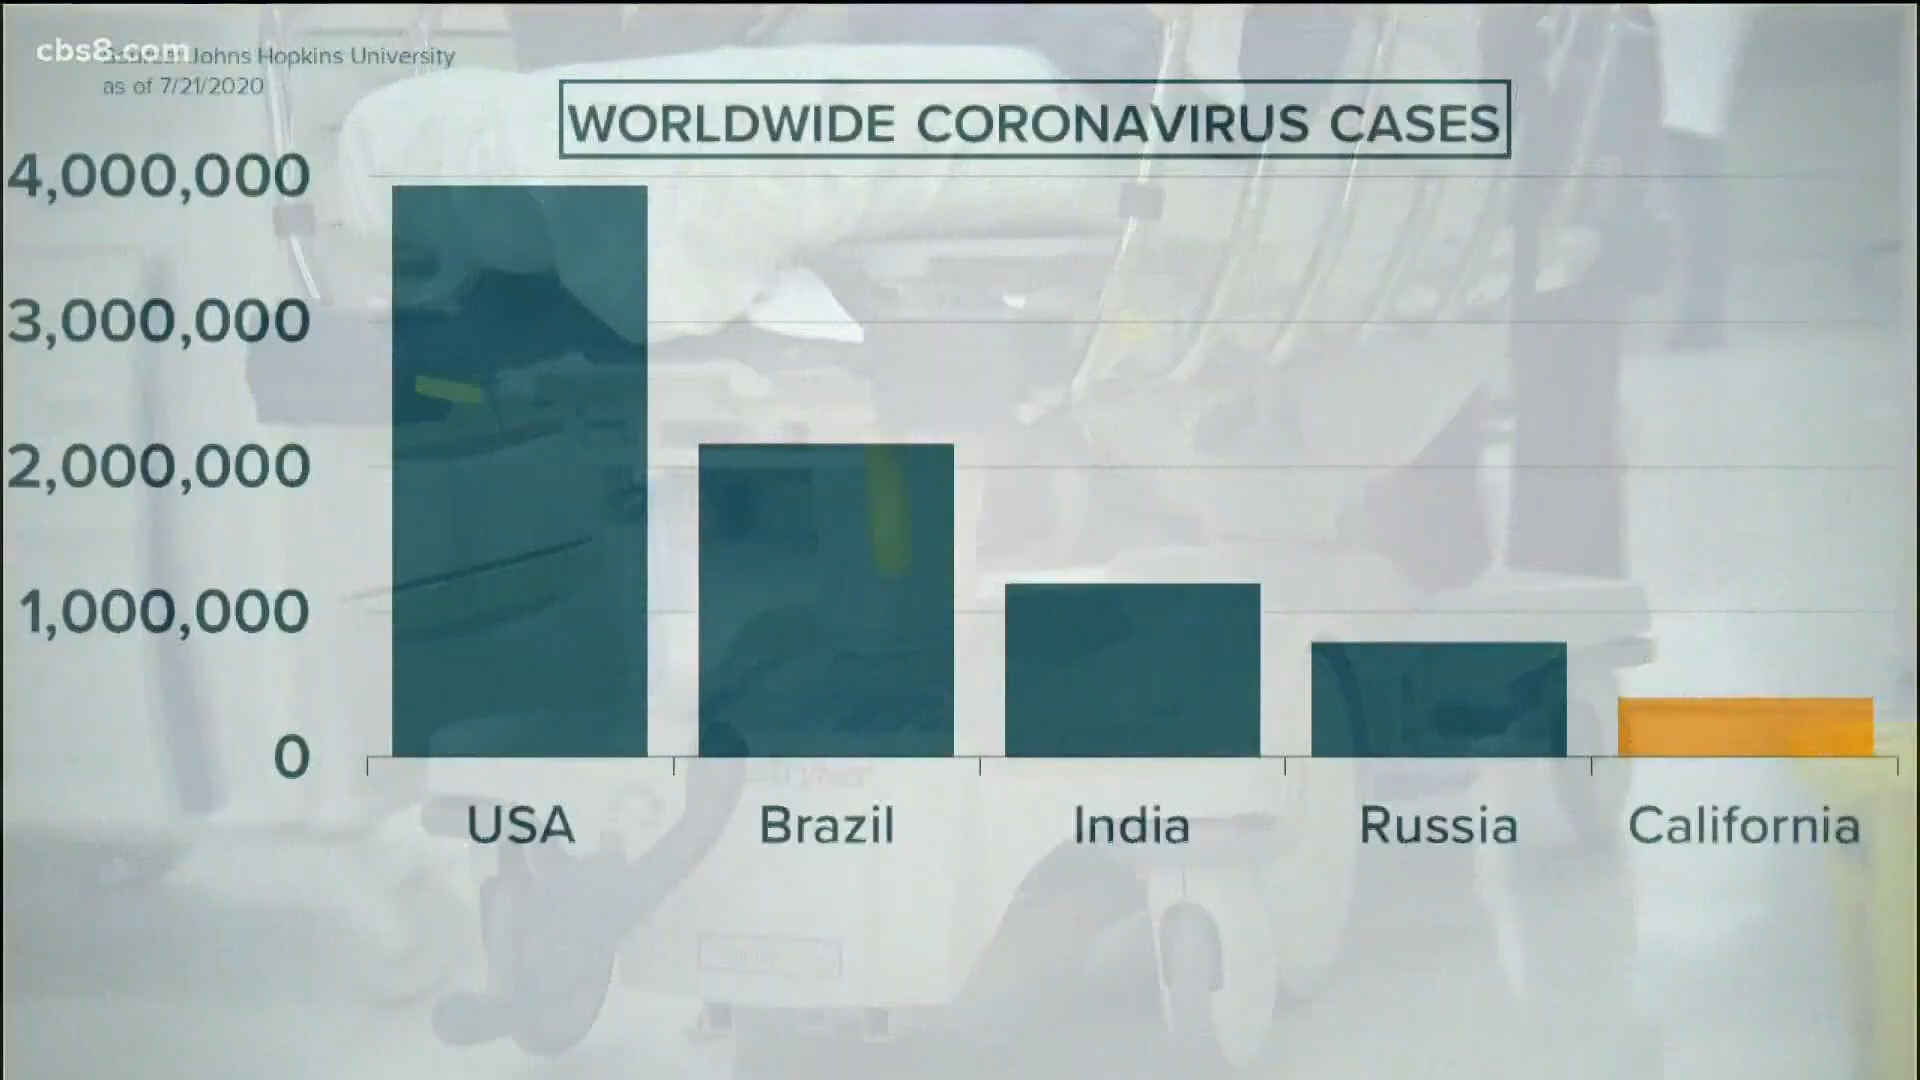 cbs8.com
Source: Johns Hopkins University
as of 7/21/2020
WORLDWIDE CORONAVIRUS CASES
4,000,000
3,000,000
2,000,000
1,000,000
0
USA
Brazil
India
Russia
California